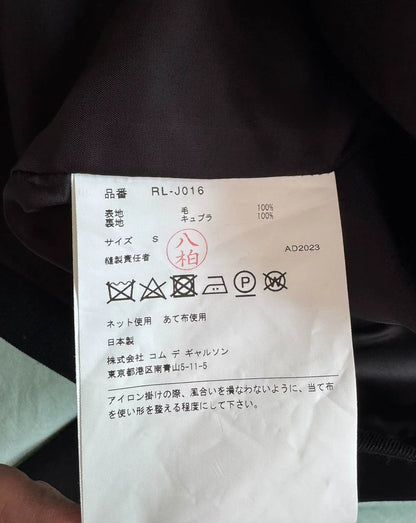 品番 RL-J016
表地 毛 100%
裏地 キュプラ 100%
サイズ S
縫製責任者 八柏 AD2023
P W
ネット使用 あて布使用
日本製
株式会社 コム デ ギャルソン
東京都港区南青山5-11-5
アイロン掛けの際、風合いを損なわないように、当て布
を使い形を整える程度にして下さい。